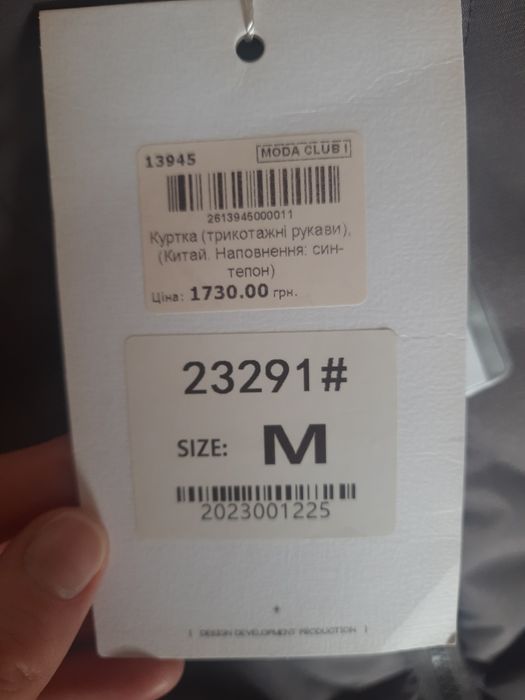 13945 MODA CLUB I
2613945000011
Куртка (трикотажні рукави),
(Китай. Наповнення: син-
тепон)
Ціна: 1730.00 грн.
23291#
SIZE: M
2023001225
[ DESIGN DEVELOPMENT PRODUCTION ]